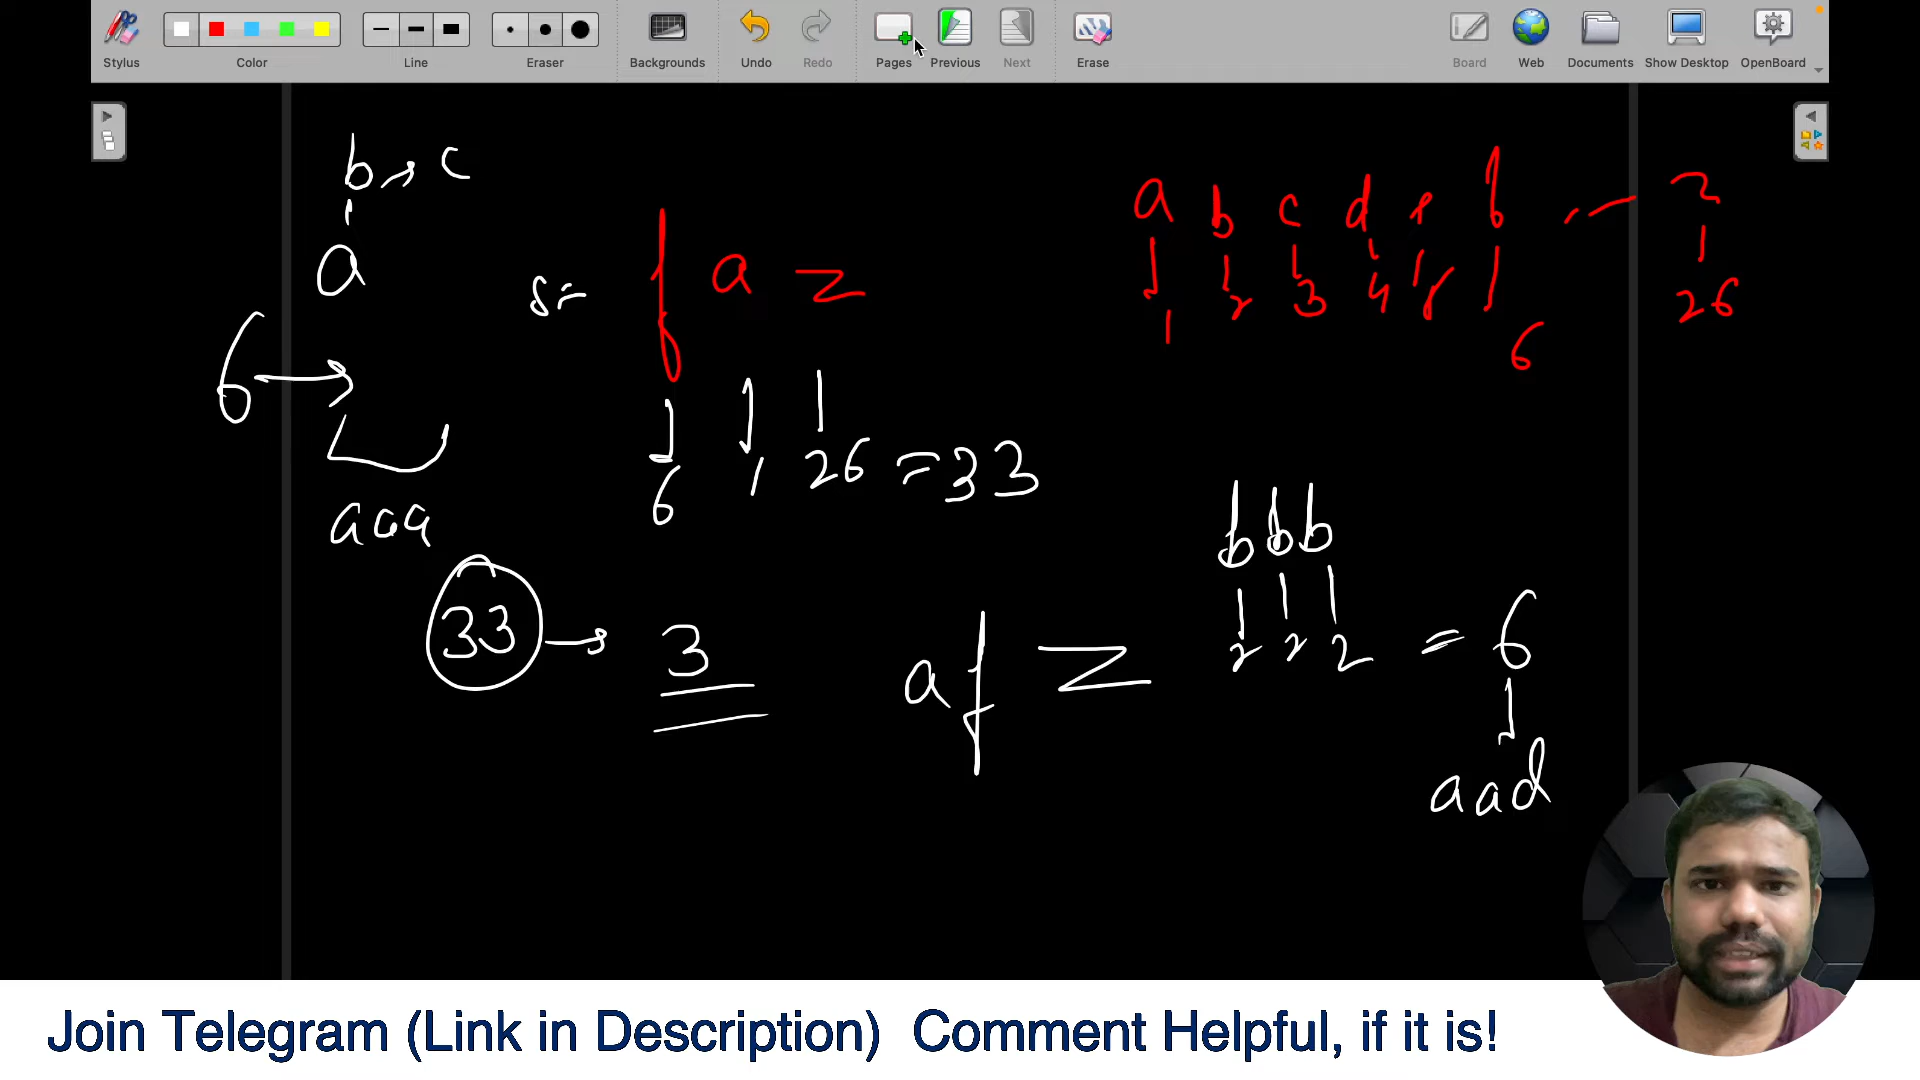 Stylus Color Line Eraser Backgrounds Undo Redo Pages Previous Next Erase Board Web Documents Show Desktop OpenBoard
b → c
a
s= f a z
a b c d e f - - z
1 2 3 4 5 6 26
6 →
6 1 26 = 33
aaa
bbb
33 → 3
a f z
2 2 2 = 6
aad
Join Telegram (Link in Description) Comment Helpful, if it is!